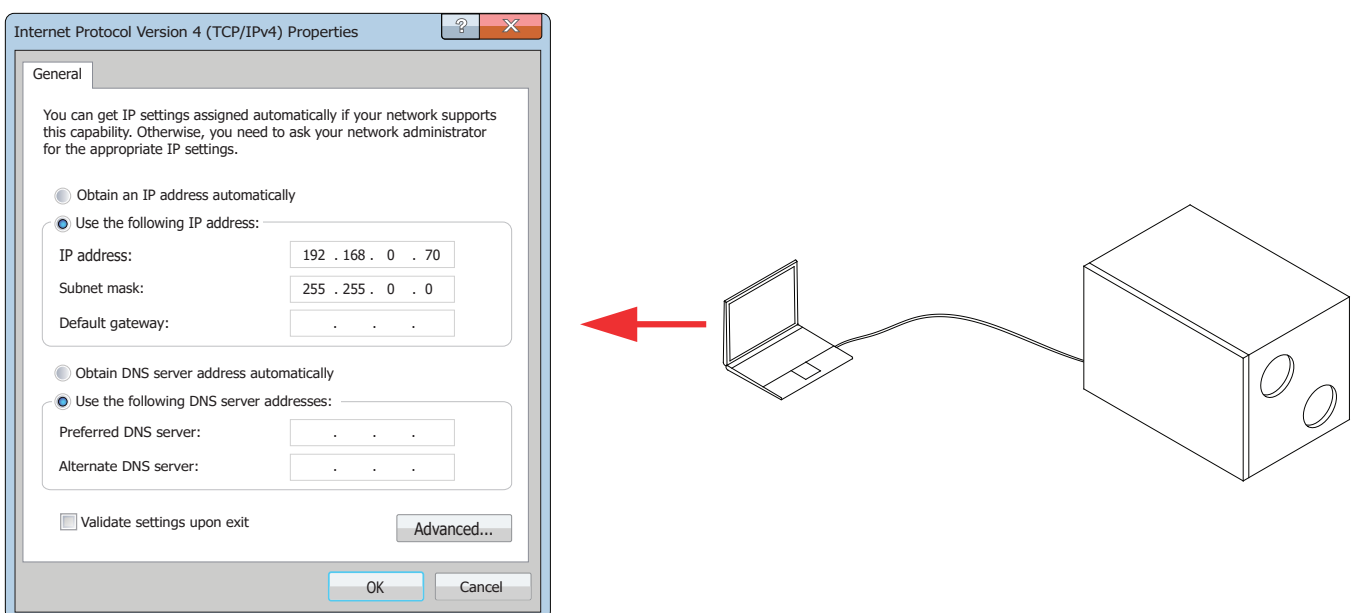 Internet Protocol Version 4 (TCP/IPv4) Properties
?
X
General
You can get IP settings assigned automatically if your network supports
this capability. Otherwise, you need to ask your network administrator
for the appropriate IP settings.
Obtain an IP address automatically
Use the following IP address:
IP address: 192 . 168 . 0 . 70
Subnet mask: 255 . 255 . 0 . 0
Default gateway: . . .
Obtain DNS server address automatically
Use the following DNS server addresses:
Preferred DNS server: . . .
Alternate DNS server: . . .
Validate settings upon exit
Advanced...
OK Cancel